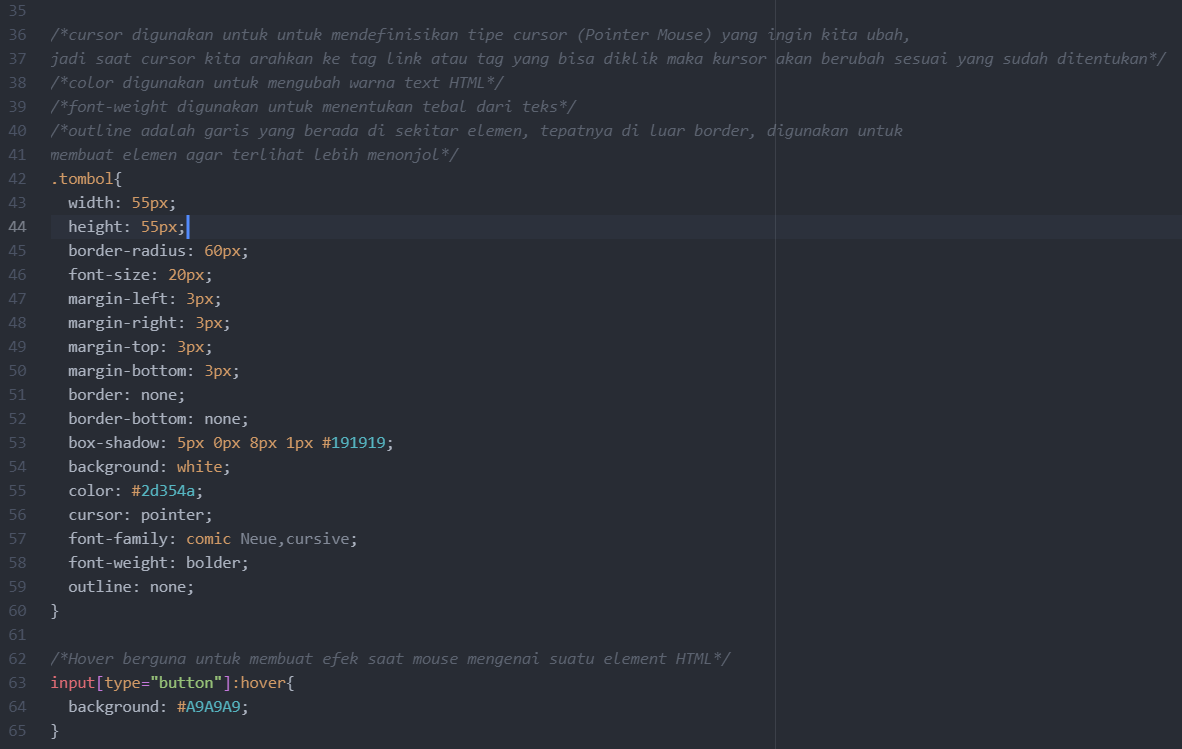 35
36 /*cursor digunakan untuk untuk mendefinisikan tipe cursor (Pointer Mouse) yang ingin kita ubah,
37 jadi saat cursor kita arahkan ke tag link atau tag yang bisa diklik maka kursor akan berubah sesuai yang sudah ditentukan*/
38 /*color digunakan untuk mengubah warna text HTML*/
39 /*font-weight digunakan untuk menentukan tebal dari teks*/
40 /*outline adalah garis yang berada di sekitar elemen, tepatnya di luar border, digunakan untuk
41 membuat elemen agar terlihat lebih menonjol*/
42 .tombol{
43   width: 55px;
44   height: 55px;
45   border-radius: 60px;
46   font-size: 20px;
47   margin-left: 3px;
48   margin-right: 3px;
49   margin-top: 3px;
50   margin-bottom: 3px;
51   border: none;
52   border-bottom: none;
53   box-shadow: 5px 0px 8px 1px #191919;
54   background: white;
55   color: #2d354a;
56   cursor: pointer;
57   font-family: comic Neue,cursive;
58   font-weight: bolder;
59   outline: none;
60 }
61
62 /*Hover berguna untuk membuat efek saat mouse mengenai suatu element HTML*/
63 input[type="button"]:hover{
64   background: #A9A9A9;
65 }